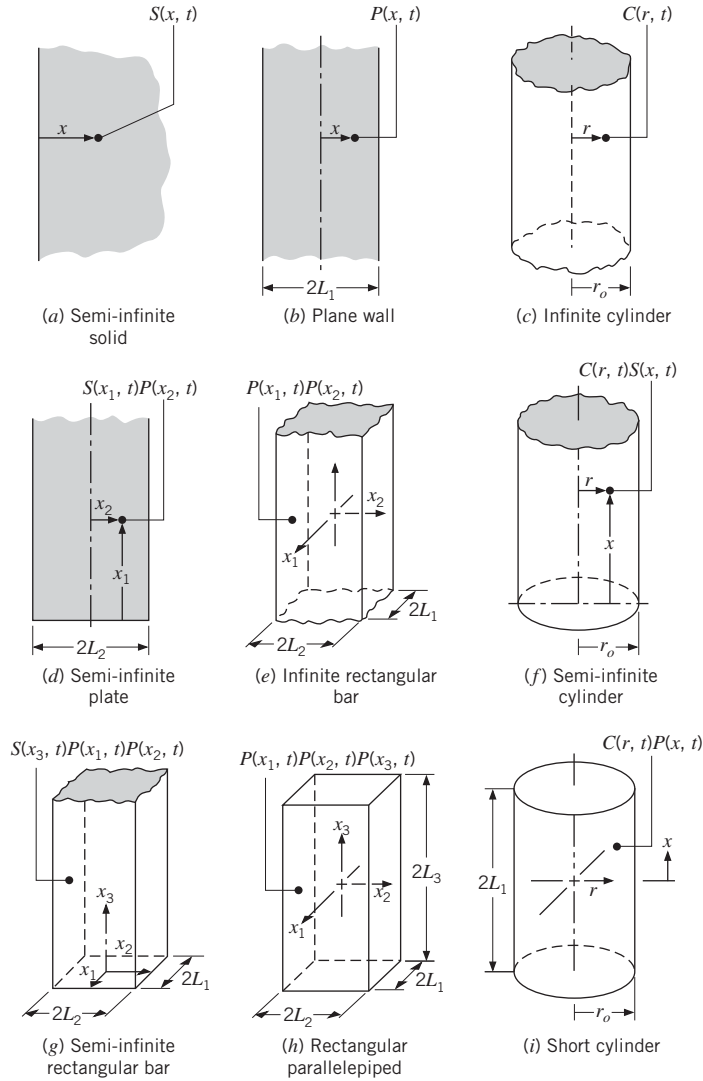 S(x, t)
x
(a) Semi-infinite
solid
P(x, t)
x
2L₁
(b) Plane wall
C(r, t)
r
rₒ
(c) Infinite cylinder
S(x₁, t)P(x₂, t)
x₂
x₁
2L₂
(d) Semi-infinite
plate
P(x₁, t)P(x₂, t)
x₂
x₁
2L₁
2L₂
(e) Infinite rectangular
bar
C(r, t)S(x, t)
r
x
rₒ
(f) Semi-infinite
cylinder
S(x₃, t)P(x₁, t)P(x₂, t)
x₃
x₂
x₁
2L₁
2L₂
(g) Semi-infinite
rectangular bar
P(x₁, t)P(x₂, t)P(x₃, t)
x₃
x₂
x₁
2L₃
2L₁
2L₂
(h) Rectangular
parallelepiped
C(r, t)P(x, t)
x
2L₁
r
rₒ
(i) Short cylinder